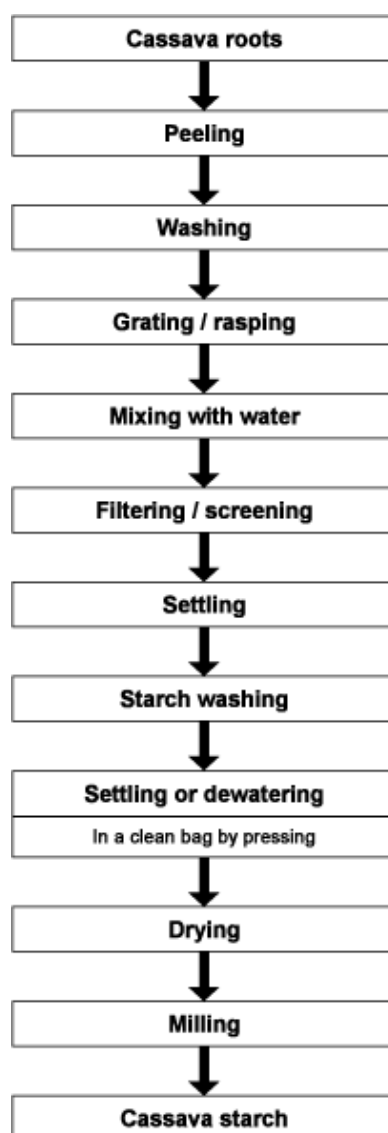 Cassava roots
Peeling
Washing
Grating / rasping
Mixing with water
Filtering / screening
Settling
Starch washing
Settling or dewatering
In a clean bag by pressing
Drying
Milling
Cassava starch